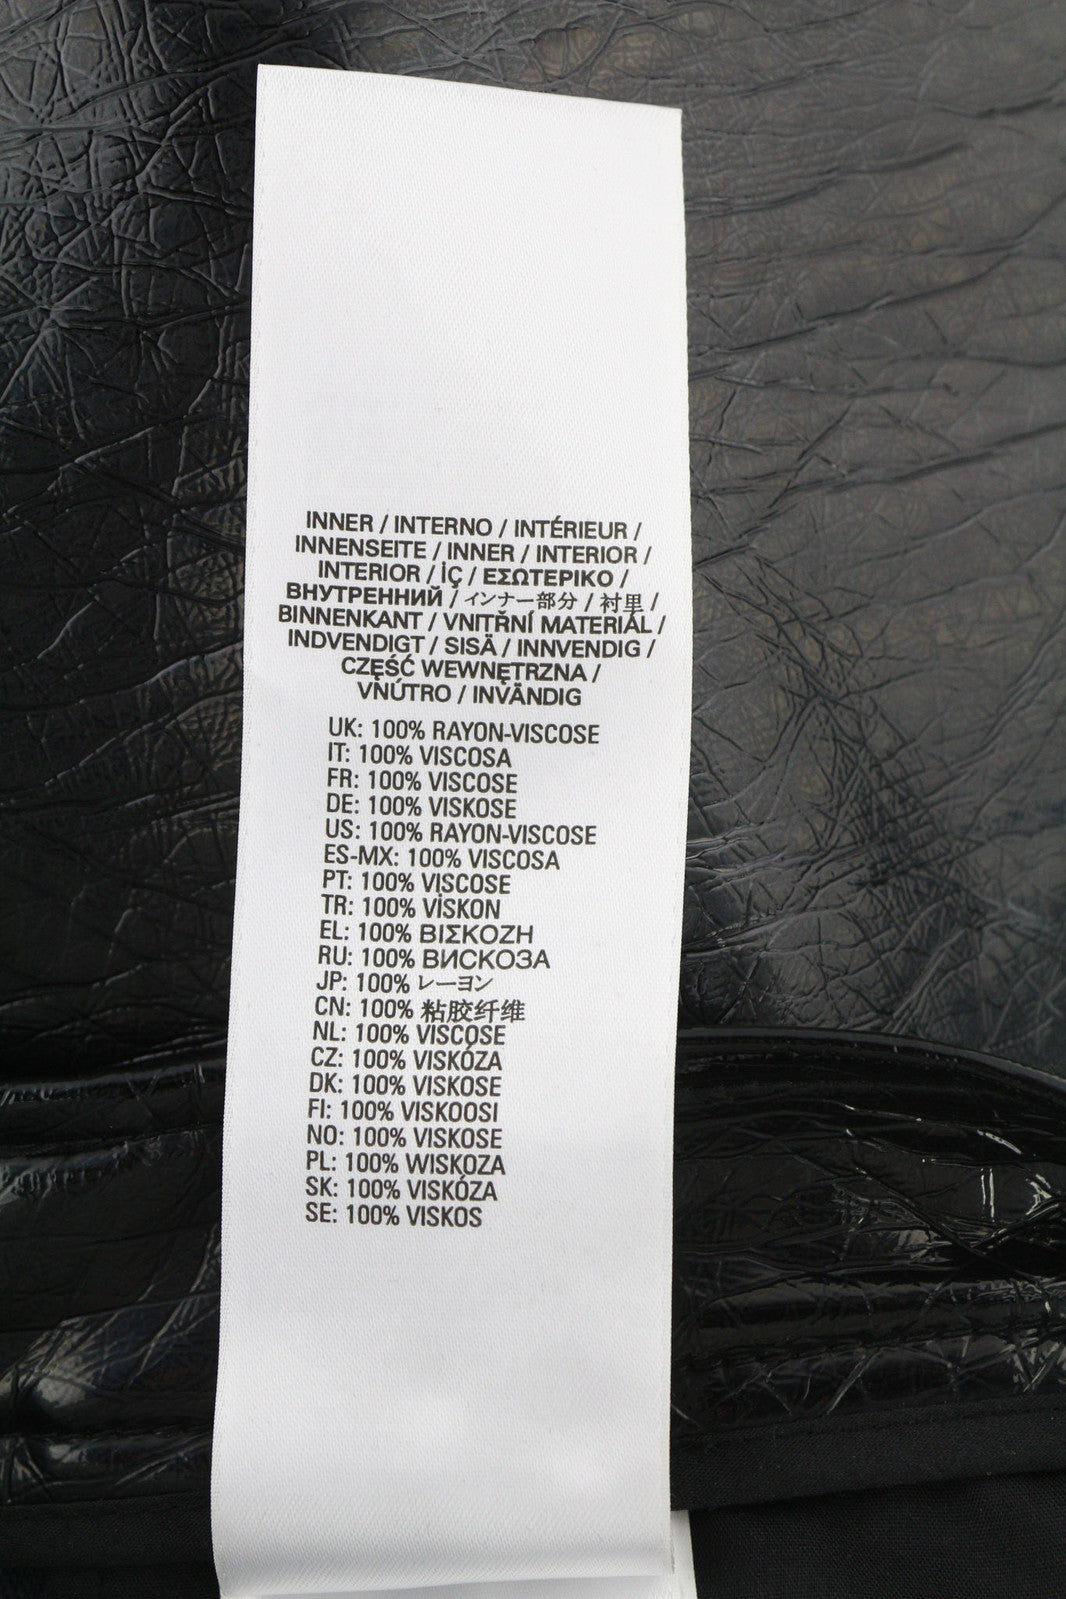 INNER / INTERNO / INTÉRIEUR /
INNENSEITE / INNER / INTERIOR /
INTERIOR / İÇ / ΕΣΩΤΕΡΙΚΟ /
ВНУТРЕННИЙ / インナー部分 / 衬里 /
BINNENKANT / VNITŘNÍ MATERIÁL /
INDVENDIGT / SISÄ / INNVENDIG /
CZĘŚĆ WEWNĘTRZNA /
VNÚTRO / INVÄNDIG
UK: 100% RAYON-VISCOSE
IT: 100% VISCOSA
FR: 100% VISCOSE
DE: 100% VISKOSE
US: 100% RAYON-VISCOSE
ES-MX: 100% VISCOSA
PT: 100% VISCOSE
TR: 100% VİSKON
EL: 100% ΒΙΣΚΟΖΗ
RU: 100% ВИСКОЗА
JP: 100% レーヨン
CN: 100% 粘胶纤维
NL: 100% VISCOSE
CZ: 100% VISKÓZA
DK: 100% VISKOSE
FI: 100% VISKOOSI
NO: 100% VISKOSE
PL: 100% WISKOZA
SK: 100% VISKÓZA
SE: 100% VISKOS